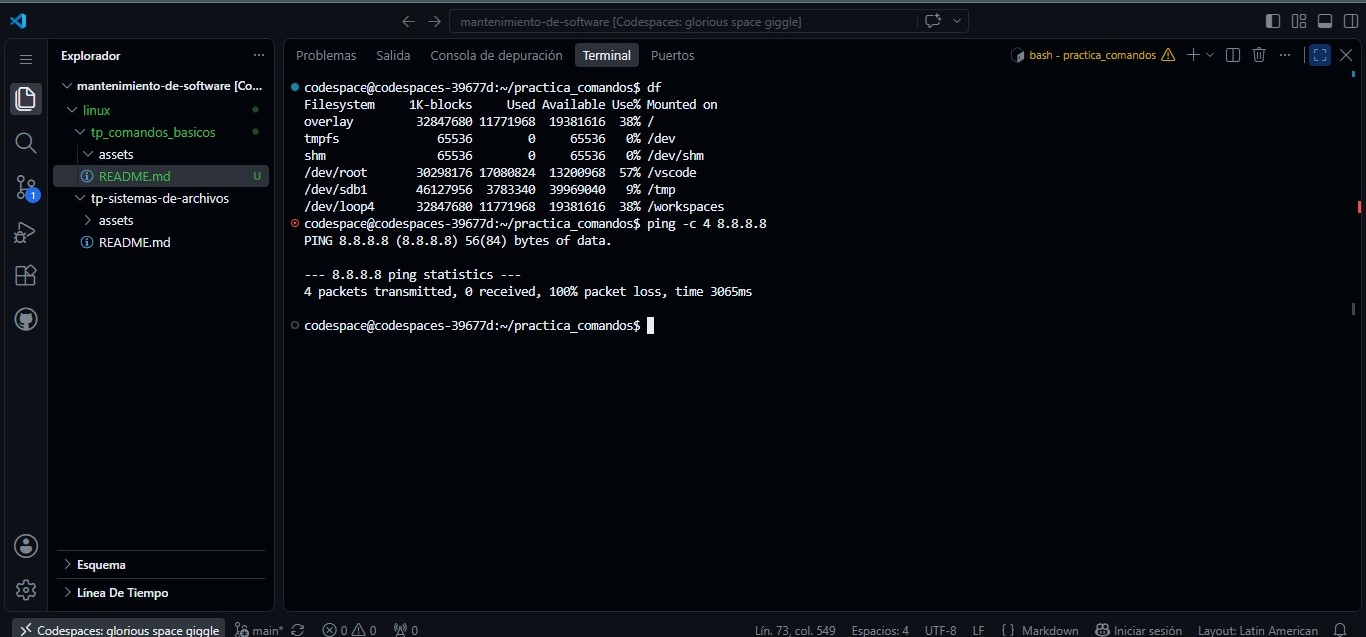 mantenimiento-de-software [Codespaces: glorious space giggle]
Explorador
mantenimiento-de-software [Co...
linux
tp_comandos_basicos
assets
README.md U
tp-sistemas-de-archivos
assets
README.md
1
Esquema
Línea De Tiempo
Problemas Salida Consola de depuración Terminal Puertos
bash - practica_comandos
codespace@codespaces-39677d:~/practica_comandos$ df
Filesystem 1K-blocks Used Available Use% Mounted on
overlay 32847680 11771968 19381616 38% /
tmpfs 65536 0 65536 0% /dev
shm 65536 0 65536 0% /dev/shm
/dev/root 30298176 17080824 13200968 57% /vscode
/dev/sdb1 46127956 3783340 39969040 9% /tmp
/dev/loop4 32847680 11771968 19381616 38% /workspaces
codespace@codespaces-39677d:~/practica_comandos$ ping -c 4 8.8.8.8
PING 8.8.8.8 (8.8.8.8) 56(84) bytes of data.
--- 8.8.8.8 ping statistics ---
4 packets transmitted, 0 received, 100% packet loss, time 3065ms
codespace@codespaces-39677d:~/practica_comandos$
Codespaces: glorious space giggle main* 0 0 0 Lín. 73, col. 549 Espacios: 4 UTF-8 LF { } Markdown Iniciar sesión Layout: Latin American